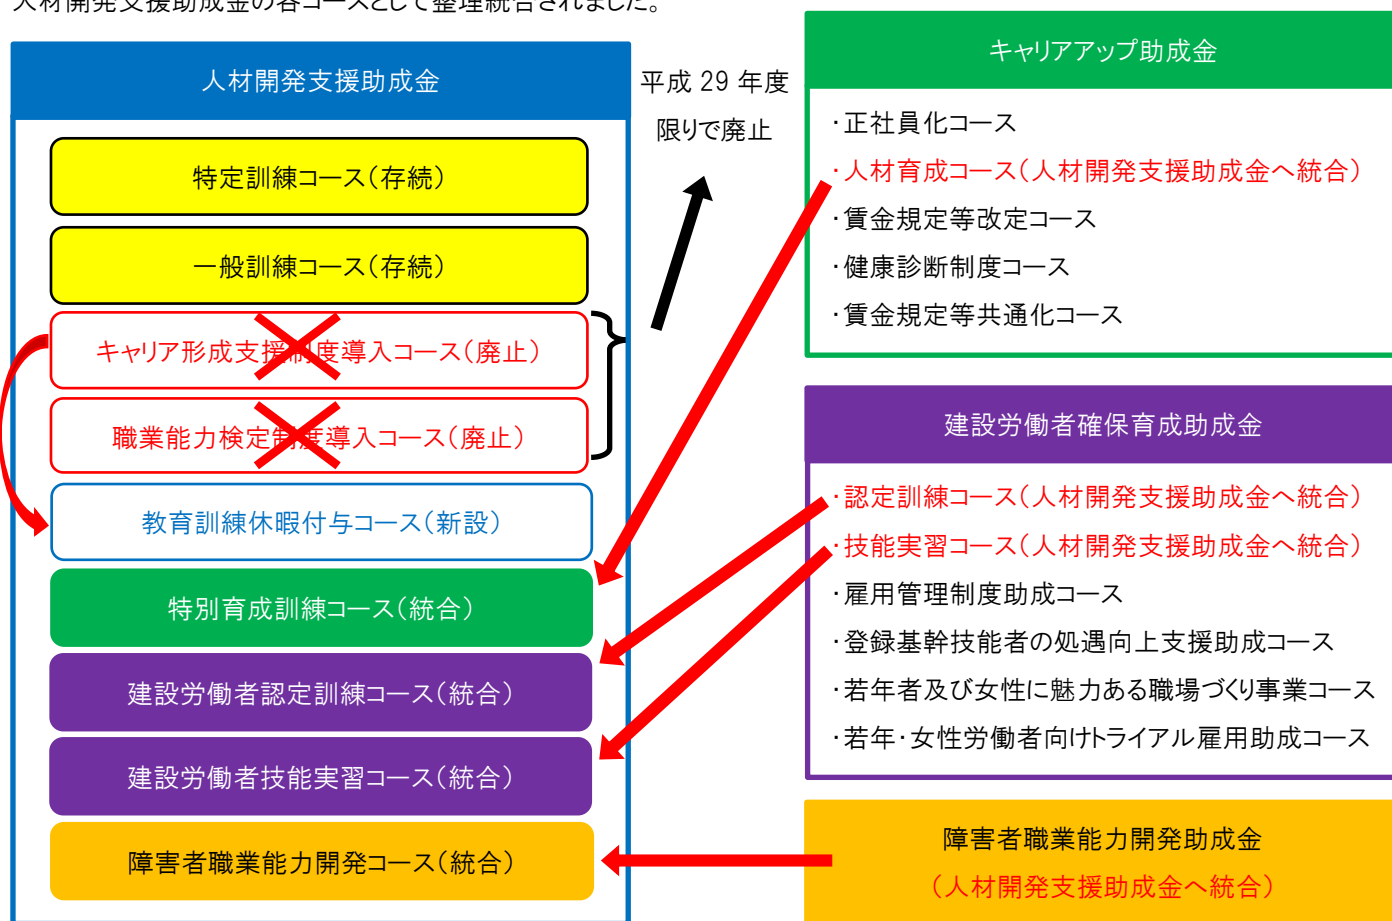 人材開発支援助成金の各コースとして整理統合されました。
人材開発支援助成金
特定訓練コース(存続)
一般訓練コース(存続)
キャリア形成支援制度導入コース(廃止)
職業能力検定制度導入コース(廃止)
教育訓練休暇付与コース(新設)
特別育成訓練コース(統合)
建設労働者認定訓練コース(統合)
建設労働者技能実習コース(統合)
障害者職業能力開発コース(統合)
平成 29 年度
限りで廃止
キャリアアップ助成金
・正社員化コース
・人材育成コース(人材開発支援助成金へ統合)
・賃金規定等改定コース
・健康診断制度コース
・賃金規定等共通化コース
建設労働者確保育成助成金
・認定訓練コース(人材開発支援助成金へ統合)
・技能実習コース(人材開発支援助成金へ統合)
・雇用管理制度助成コース
・登録基幹技能者の処遇向上支援助成コース
・若年者及び女性に魅力ある職場づくり事業コース
・若年・女性労働者向けトライアル雇用助成コース
障害者職業能力開発助成金
(人材開発支援助成金へ統合)